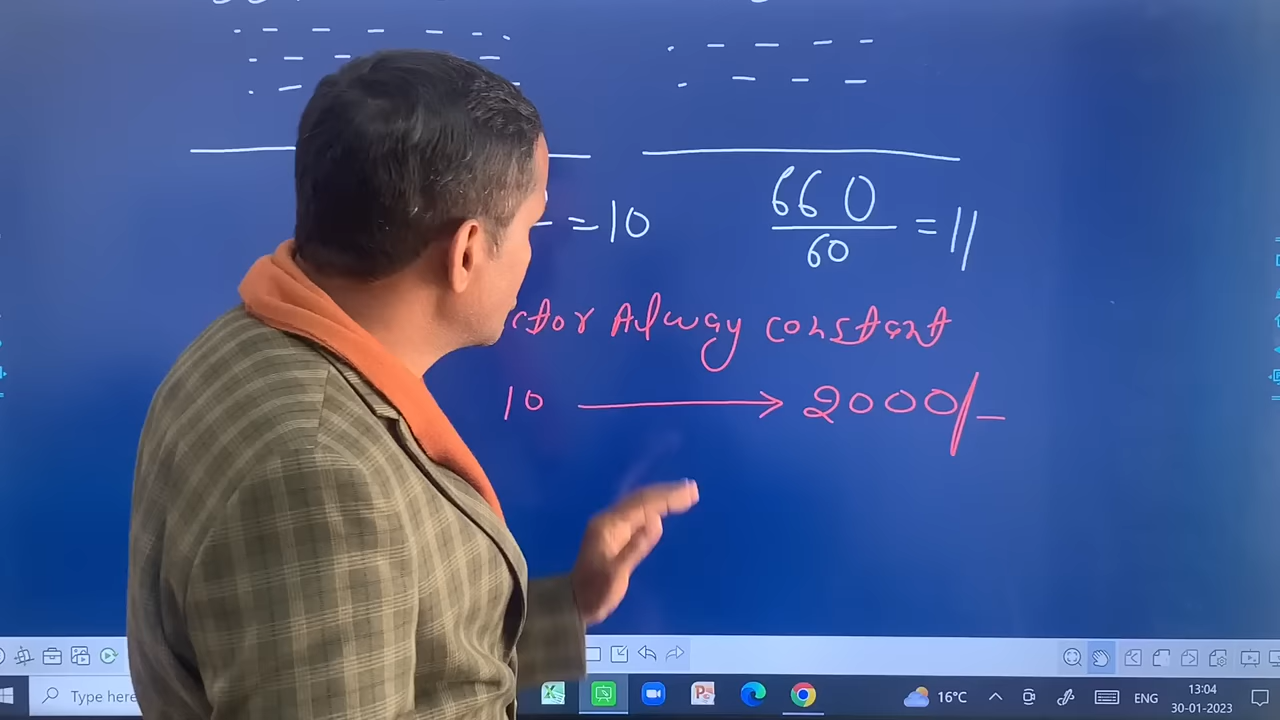 = 10
660
60
= 11
ctor Alway constant
10 → 2000/-
Type here
16°C
ENG
13:04
30-01-2023